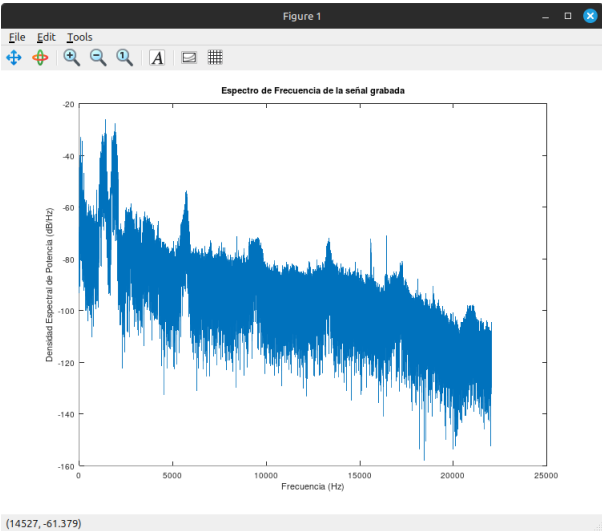 Figure 1
File Edit Tools
A
Espectro de Frecuencia de la señal grabada
Densidad Espectral de Potencia (dB/Hz)
-20
-40
-60
-80
-100
-120
-140
-160
0 5000 10000 15000 20000 25000
Frecuencia (Hz)
(14527, -61.379)